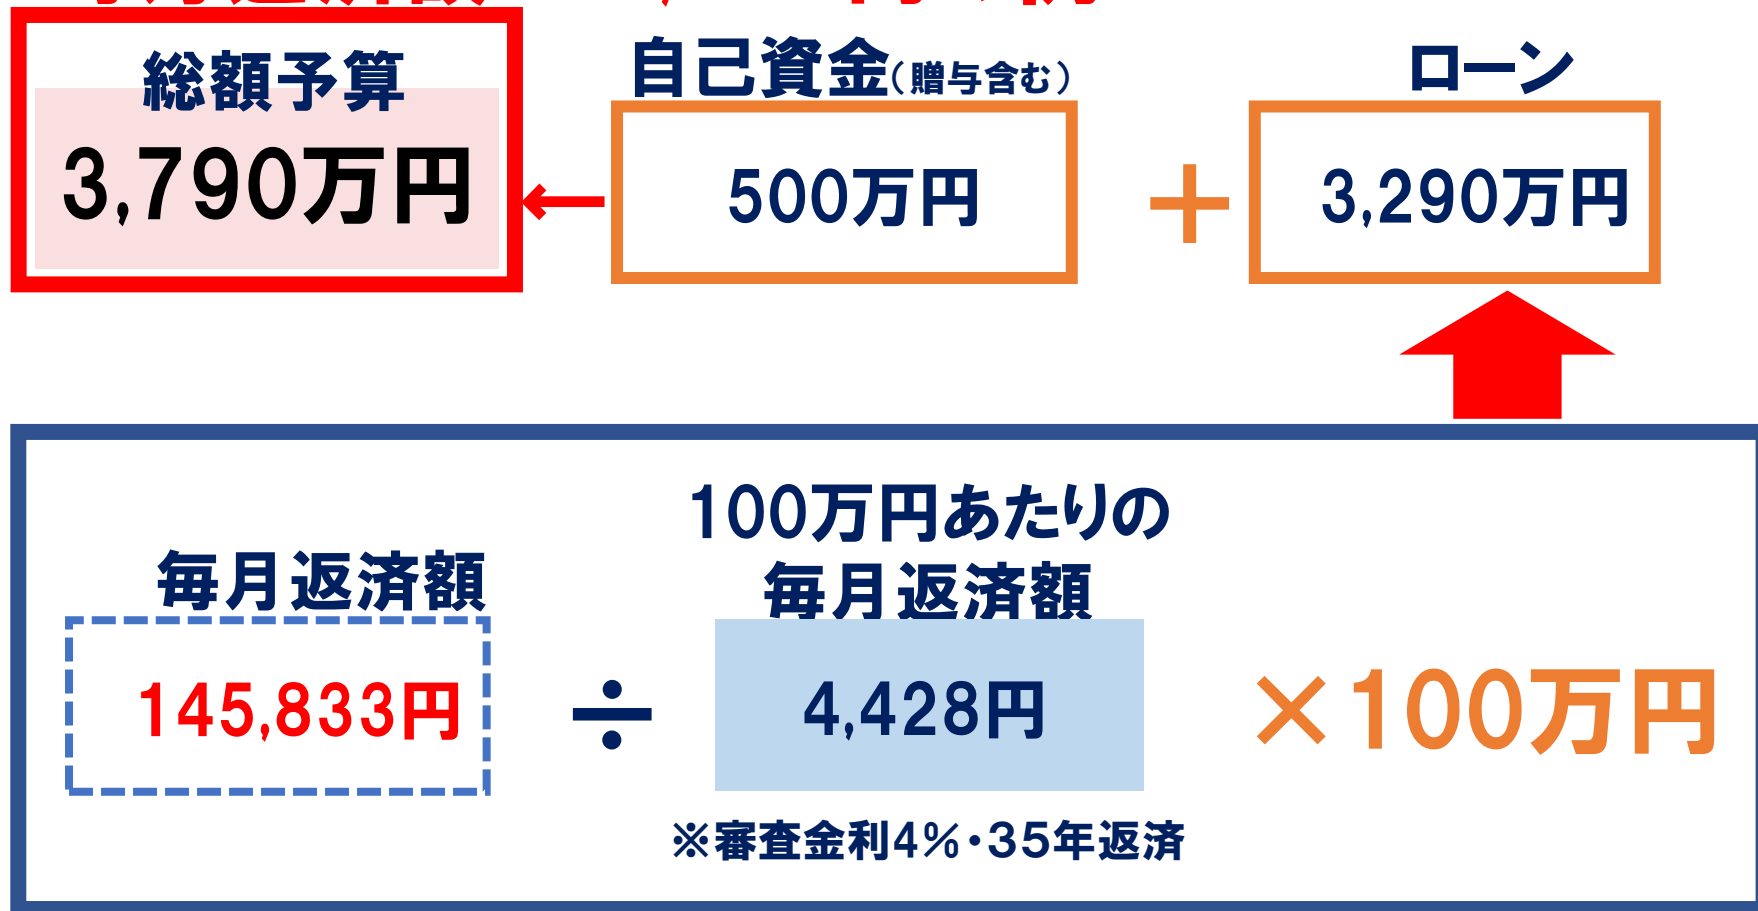 総額予算
3,790万円
←
自己資金(贈与含む)
500万円
+
ローン
3,290万円
100万円あたりの
毎月返済額
毎月返済額
145,833円
÷
4,428円
×100万円
※審査金利4%・35年返済